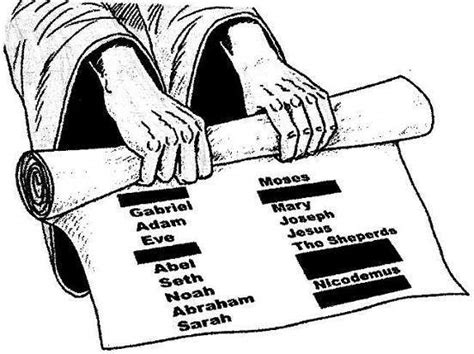 Gabriel
Adam
Eve
Abel
Seth
Noah
Abraham
Sarah
Moses
Mary
Joseph
Jesus
The Sheperds
Nicodemus